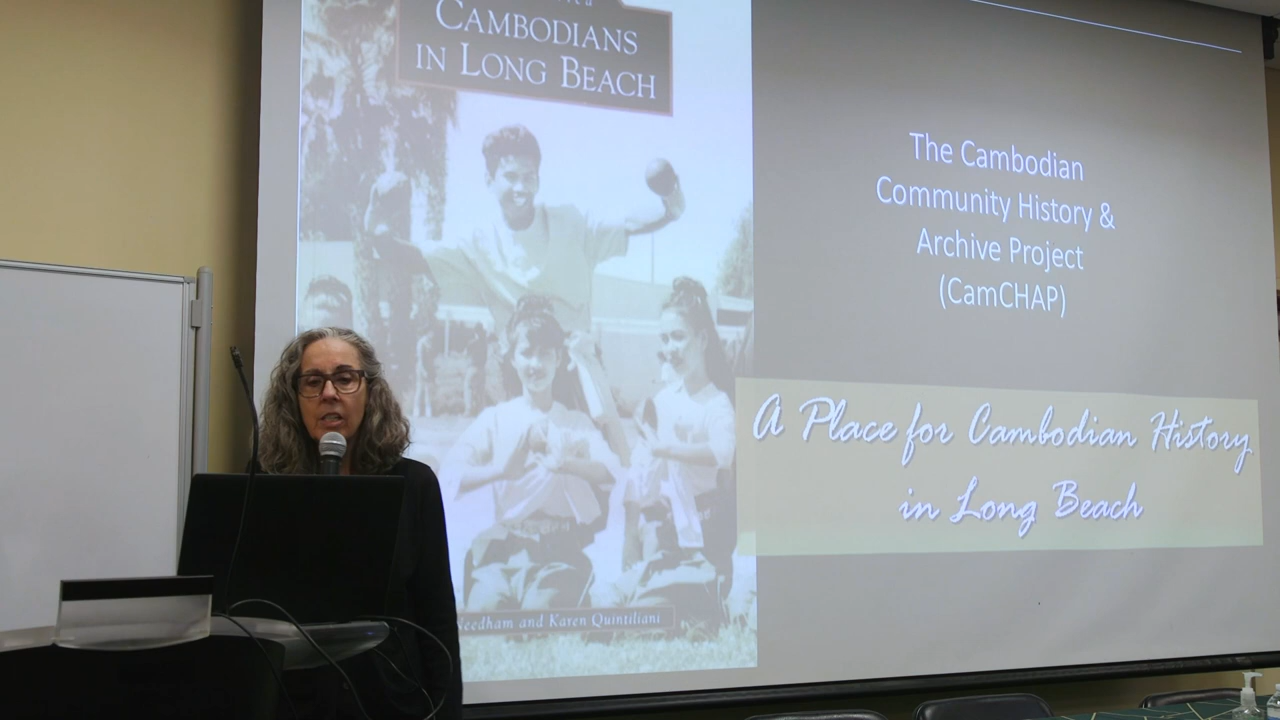 CAMBODIANS
IN LONG BEACH
Needham and Karen Quintiliani
The Cambodian
Community History &
Archive Project
(CamCHAP)
A Place for Cambodian History
in Long Beach